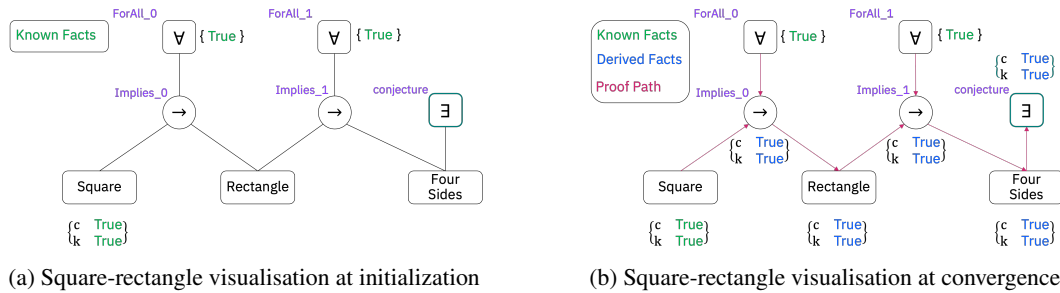 ForAll_0
ForAll_1
Known Facts
∀ { True }
∀ { True }
Implies_0
Implies_1
conjecture
→
→
∃
Square
Rectangle
Four
Sides
{ c True
k True }
(a) Square-rectangle visualisation at initialization
ForAll_0
ForAll_1
Known Facts
Derived Facts
Proof Path
∀ { True }
∀ { True }
{ c True
k True }
Implies_0
Implies_1
conjecture
→
→
∃
{ c True
k True }
{ c True
k True }
Square
Rectangle
Four
Sides
{ c True
k True }
{ c True
k True }
{ c True
k True }
(b) Square-rectangle visualisation at convergence